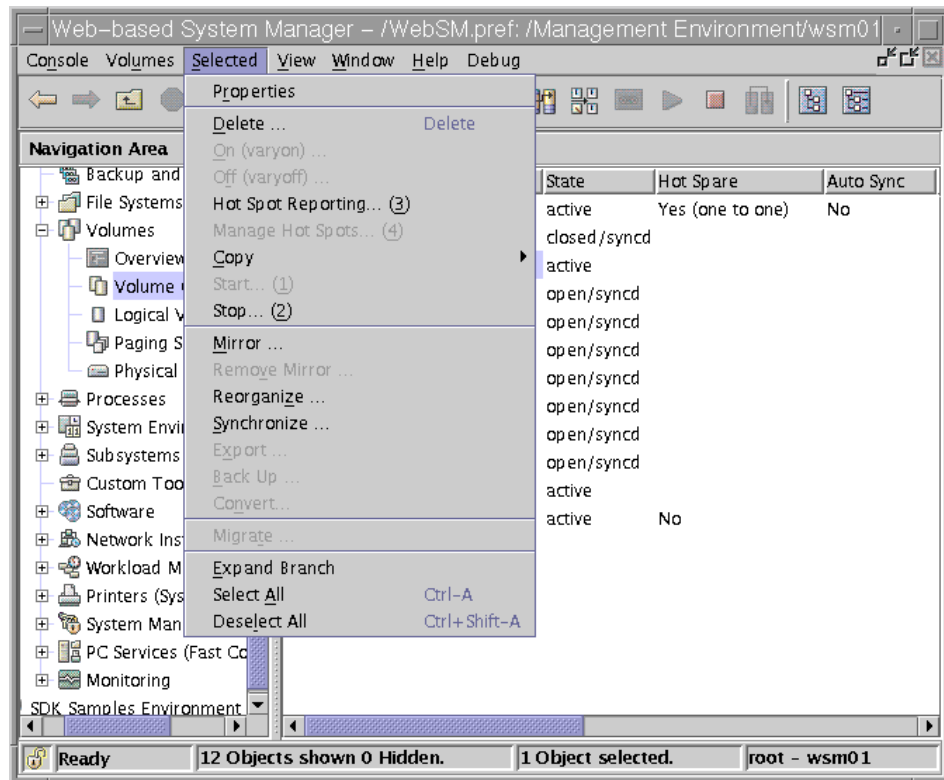 Web-based System Manager - /WebSM.pref: /Management Environment/wsm01
Console Volumes Selected View Window Help Debug
Navigation Area
Backup and
File Systems
Volumes
Overview
Volume
Logical V
Paging S
Physical
Processes
System Envi
Subsystems
Custom Too
Software
Network Ins
Workload M
Printers (Sys
System Man
PC Services (Fast Co
Monitoring
SDK Samples Environment
Properties
Delete ... Delete
On (varyon) ...
Off (varyoff) ...
Hot Spot Reporting... (3)
Manage Hot Spots... (4)
Copy
Start... (1)
Stop... (2)
Mirror ...
Remove Mirror ...
Reorganize ...
Synchronize ...
Export ...
Back Up ...
Convert...
Migrate ...
Expand Branch
Select All Ctrl-A
Deselect All Ctrl+Shift-A
State Hot Spare Auto Sync
active Yes (one to one) No
closed/syncd
active
open/syncd
open/syncd
open/syncd
open/syncd
open/syncd
open/syncd
open/syncd
active
active No
Ready 12 Objects shown 0 Hidden. 1 Object selected. root - wsm01